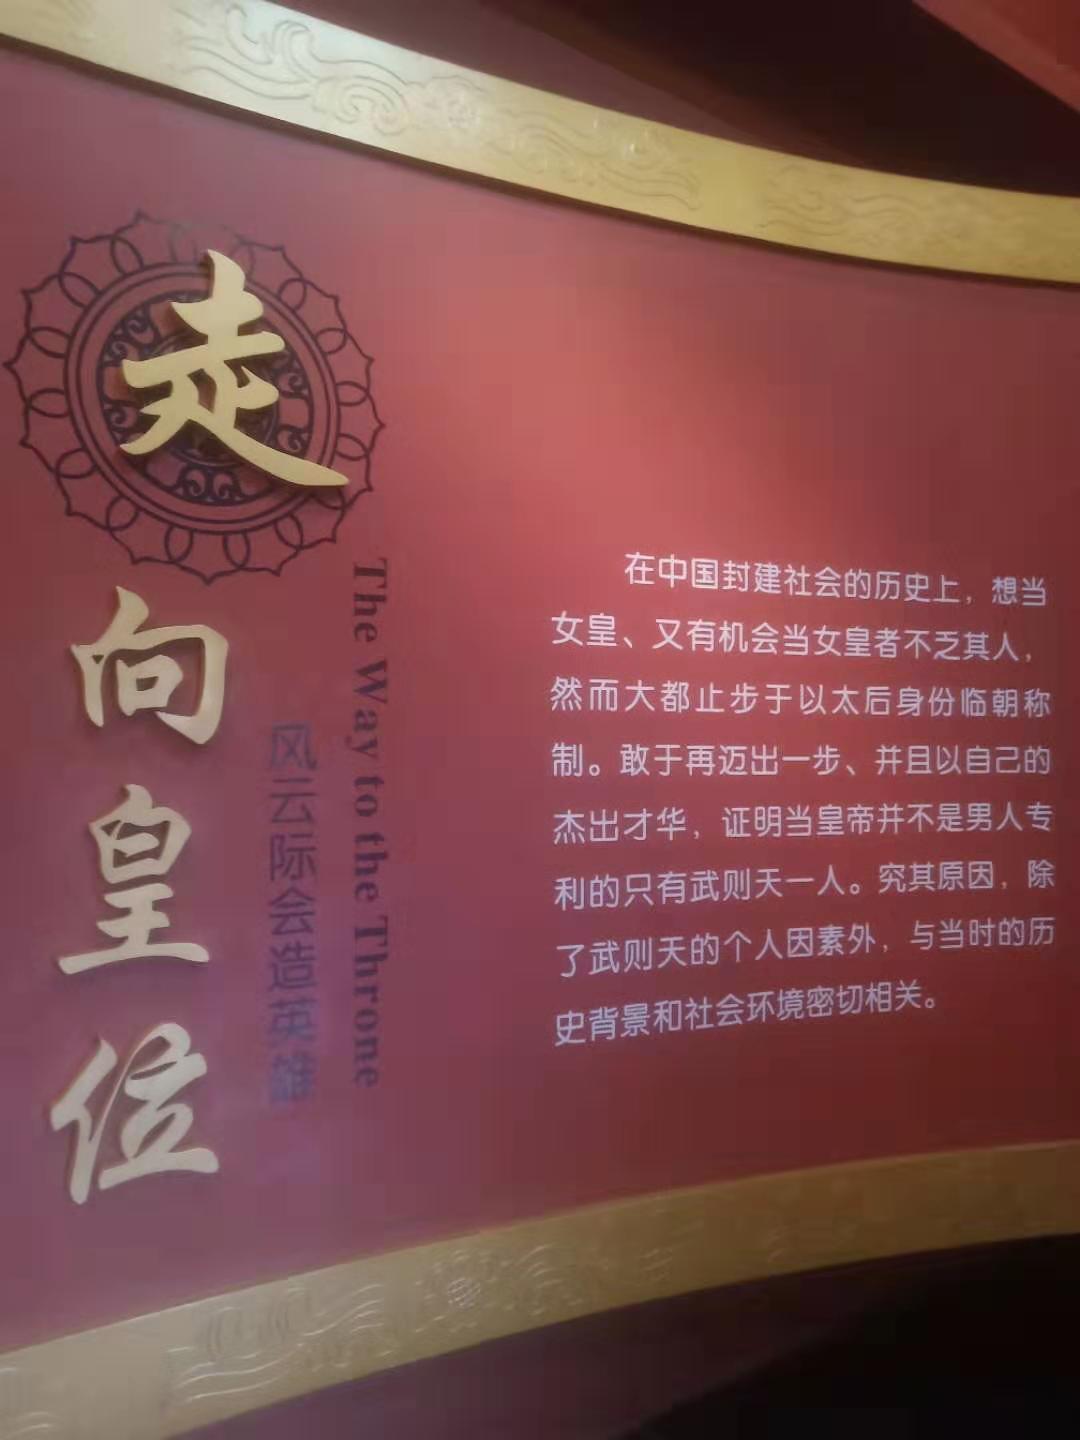 走向皇位
风云际会造英雄
The Way to the Throne
在中国封建社会的历史上，想当
女皇、又有机会当女皇者不乏其人，
然而大都止步于以太后身份临朝称
制。敢于再迈出一步、并且以自己的
杰出才华，证明当皇帝并不是男人专
利的只有武则天一人。究其原因，除
了武则天的个人因素外，与当时的历
史背景和社会环境密切相关。